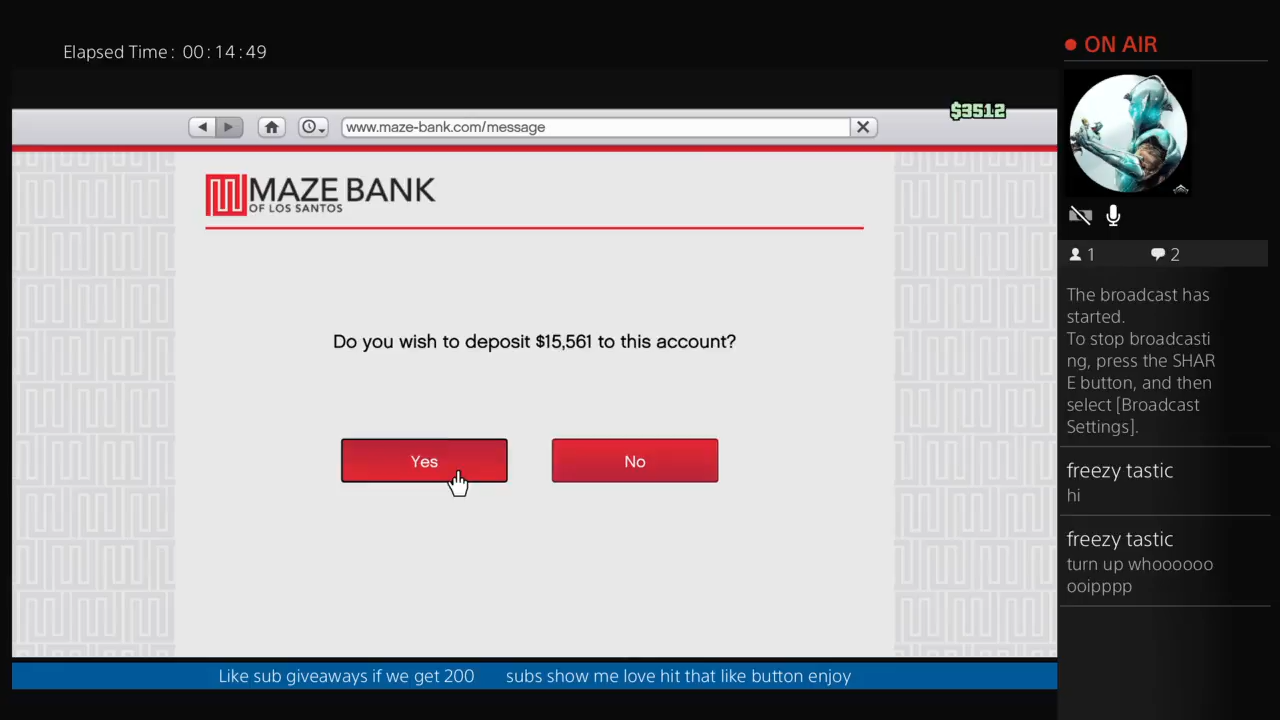 Elapsed Time: 00:14:49
ON AIR
$3512
www.maze-bank.com/message
MAZE BANK
OF LOS SANTOS
1
2
The broadcast has
started.
To stop broadcasti
ng, press the SHAR
E button, and then
select [Broadcast
Settings].
Do you wish to deposit $15,561 to this account?
Yes
No
freezy tastic
hi
freezy tastic
turn up whoooooo
ooipppp
Like sub giveaways if we get 200 subs show me love hit that like button enjoy